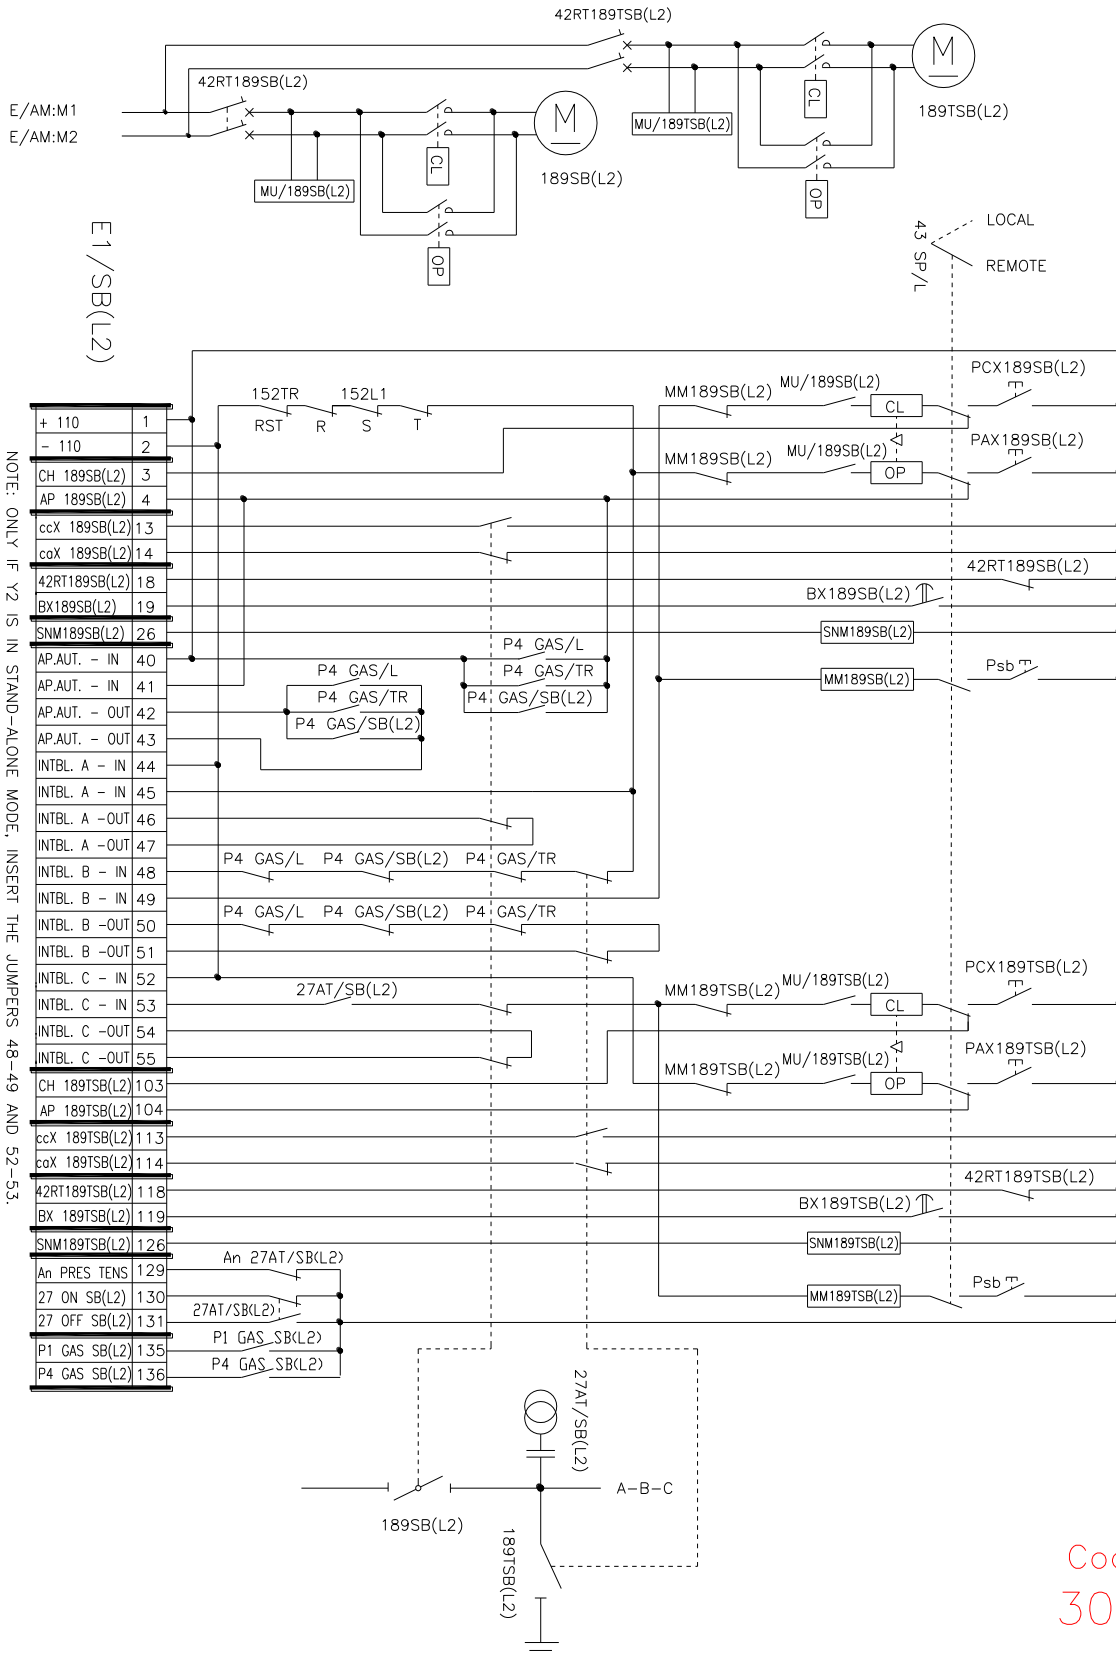 42RT189TSB(L2)
M
42RT189SB(L2)
E/AM:M1
E/AM:M2
M
CL
MU/189TSB(L2)
189TSB(L2)
CL
MU/189SB(L2)
189SB(L2)
OP
OP
E1/SB(L2)
43 SP/L
LOCAL
REMOTE
152TR
152L1
RST
R
S
T
MM189SB(L2)
MU/189SB(L2)
CL
PCX189SB(L2)
MM189SB(L2)
MU/189SB(L2)
OP
PAX189SB(L2)
+ 110 1
- 110 2
CH 189SB(L2) 3
AP 189SB(L2) 4
ccX 189SB(L2) 13
caX 189SB(L2) 14
42RT189SB(L2) 18
42RT189SB(L2)
BX189SB(L2) 19
BX189SB(L2)
SNM189SB(L2) 26
SNM189SB(L2)
AP.AUT. - IN 40
P4 GAS/L
AP.AUT. - IN 41
P4 GAS/L
P4 GAS/TR
MM189SB(L2)
Psb
AP.AUT. - OUT 42
P4 GAS/TR
P4 GAS/SB(L2)
AP.AUT. - OUT 43
P4 GAS/SB(L2)
INTBL. A - IN 44
INTBL. A - IN 45
INTBL. A -OUT 46
INTBL. A -OUT 47
INTBL. B - IN 48
P4 GAS/L
P4 GAS/SB(L2)
P4 GAS/TR
INTBL. B - IN 49
INTBL. B -OUT 50
P4 GAS/L
P4 GAS/SB(L2)
P4 GAS/TR
INTBL. B -OUT 51
INTBL. C - IN 52
INTBL. C - IN 53
27AT/SB(L2)
MM189TSB(L2)
MU/189TSB(L2)
CL
PCX189TSB(L2)
INTBL. C -OUT 54
INTBL. C -OUT 55
CH 189TSB(L2) 103
MM189TSB(L2)
MU/189TSB(L2)
OP
PAX189TSB(L2)
AP 189TSB(L2) 104
ccX 189TSB(L2) 113
caX 189TSB(L2) 114
42RT189TSB(L2) 118
42RT189TSB(L2)
BX 189TSB(L2) 119
BX189TSB(L2)
SNM189TSB(L2) 126
SNM189TSB(L2)
An PRES TENS 129
An 27AT/SB(L2)
27 ON SB(L2) 130
MM189TSB(L2)
Psb
27 OFF SB(L2) 131
27AT/SB(L2)
P1 GAS SB(L2) 135
P1 GAS SB(L2)
P4 GAS SB(L2) 136
P4 GAS SB(L2)
NOTE: ONLY IF Y2 IS IN STAND-ALONE MODE, INSERT THE JUMPERS 48-49 AND 52-53.
27AT/SB(L2)
A-B-C
189SB(L2)
189TSB(L2)
30